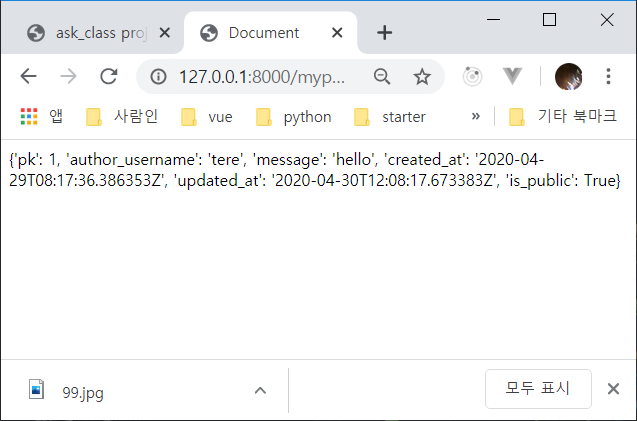 ask_class proj
Document
127.0.0.1:8000/myp...
앱
사람인
vue
python
starter
»
기타 북마크
{'pk': 1, 'author_username': 'tere', 'message': 'hello', 'created_at': '2020-04-
29T08:17:36.386353Z', 'updated_at': '2020-04-30T12:08:17.673383Z', 'is_public': True}
99.jpg
모두 표시